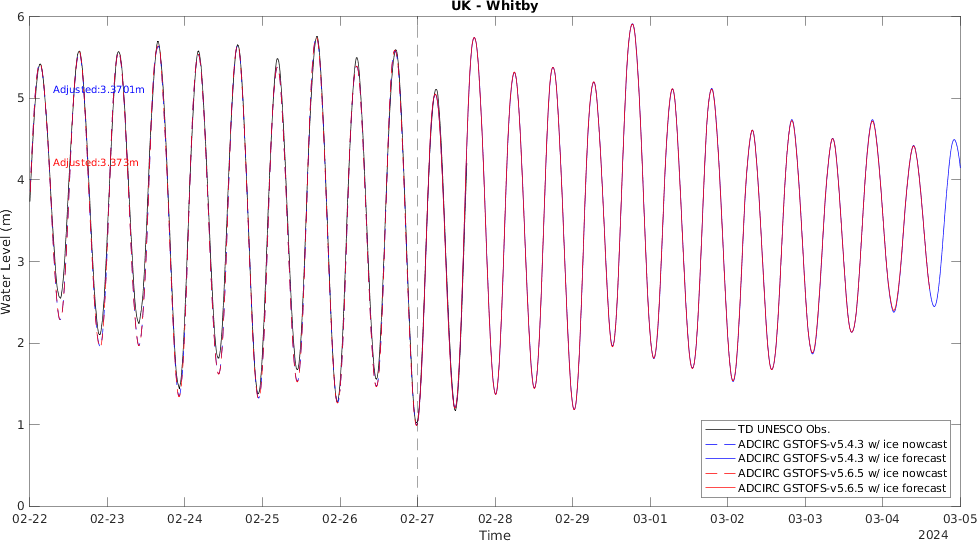 UK - Whitby
6
5
4
3
2
1
0
Water Level (m)
Adjusted:3.3701m
Adjusted:3.373m
TD UNESCO Obs.
ADCIRC GSTOFS-v5.4.3 w/ ice nowcast
ADCIRC GSTOFS-v5.4.3 w/ ice forecast
ADCIRC GSTOFS-v5.6.5 w/ ice nowcast
ADCIRC GSTOFS-v5.6.5 w/ ice forecast
02-22 02-23 02-24 02-25 02-26 02-27 02-28 02-29 03-01 03-02 03-03 03-04 03-05
Time
2024